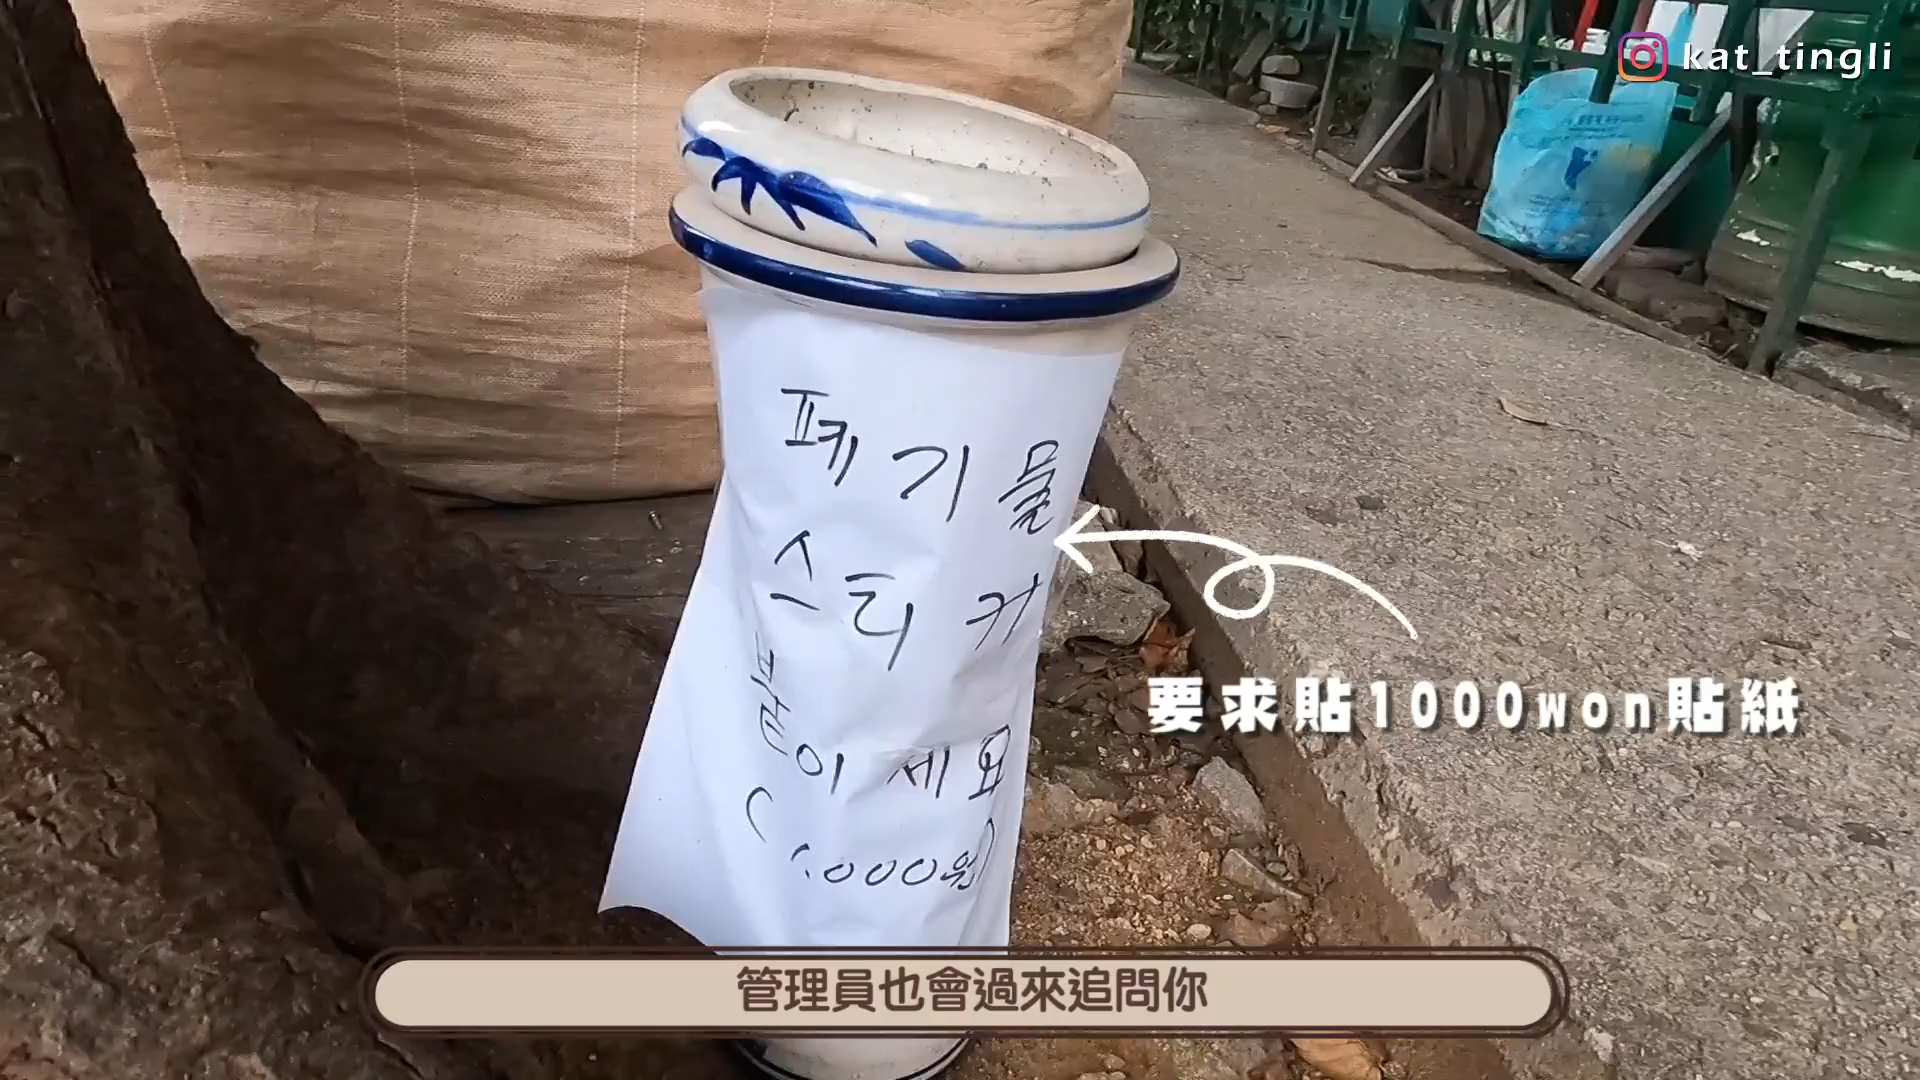 kat_tingli
페기물
스티커
붙이세요
(1.000원)
要求貼1000won貼紙
管理員也會過來追問你